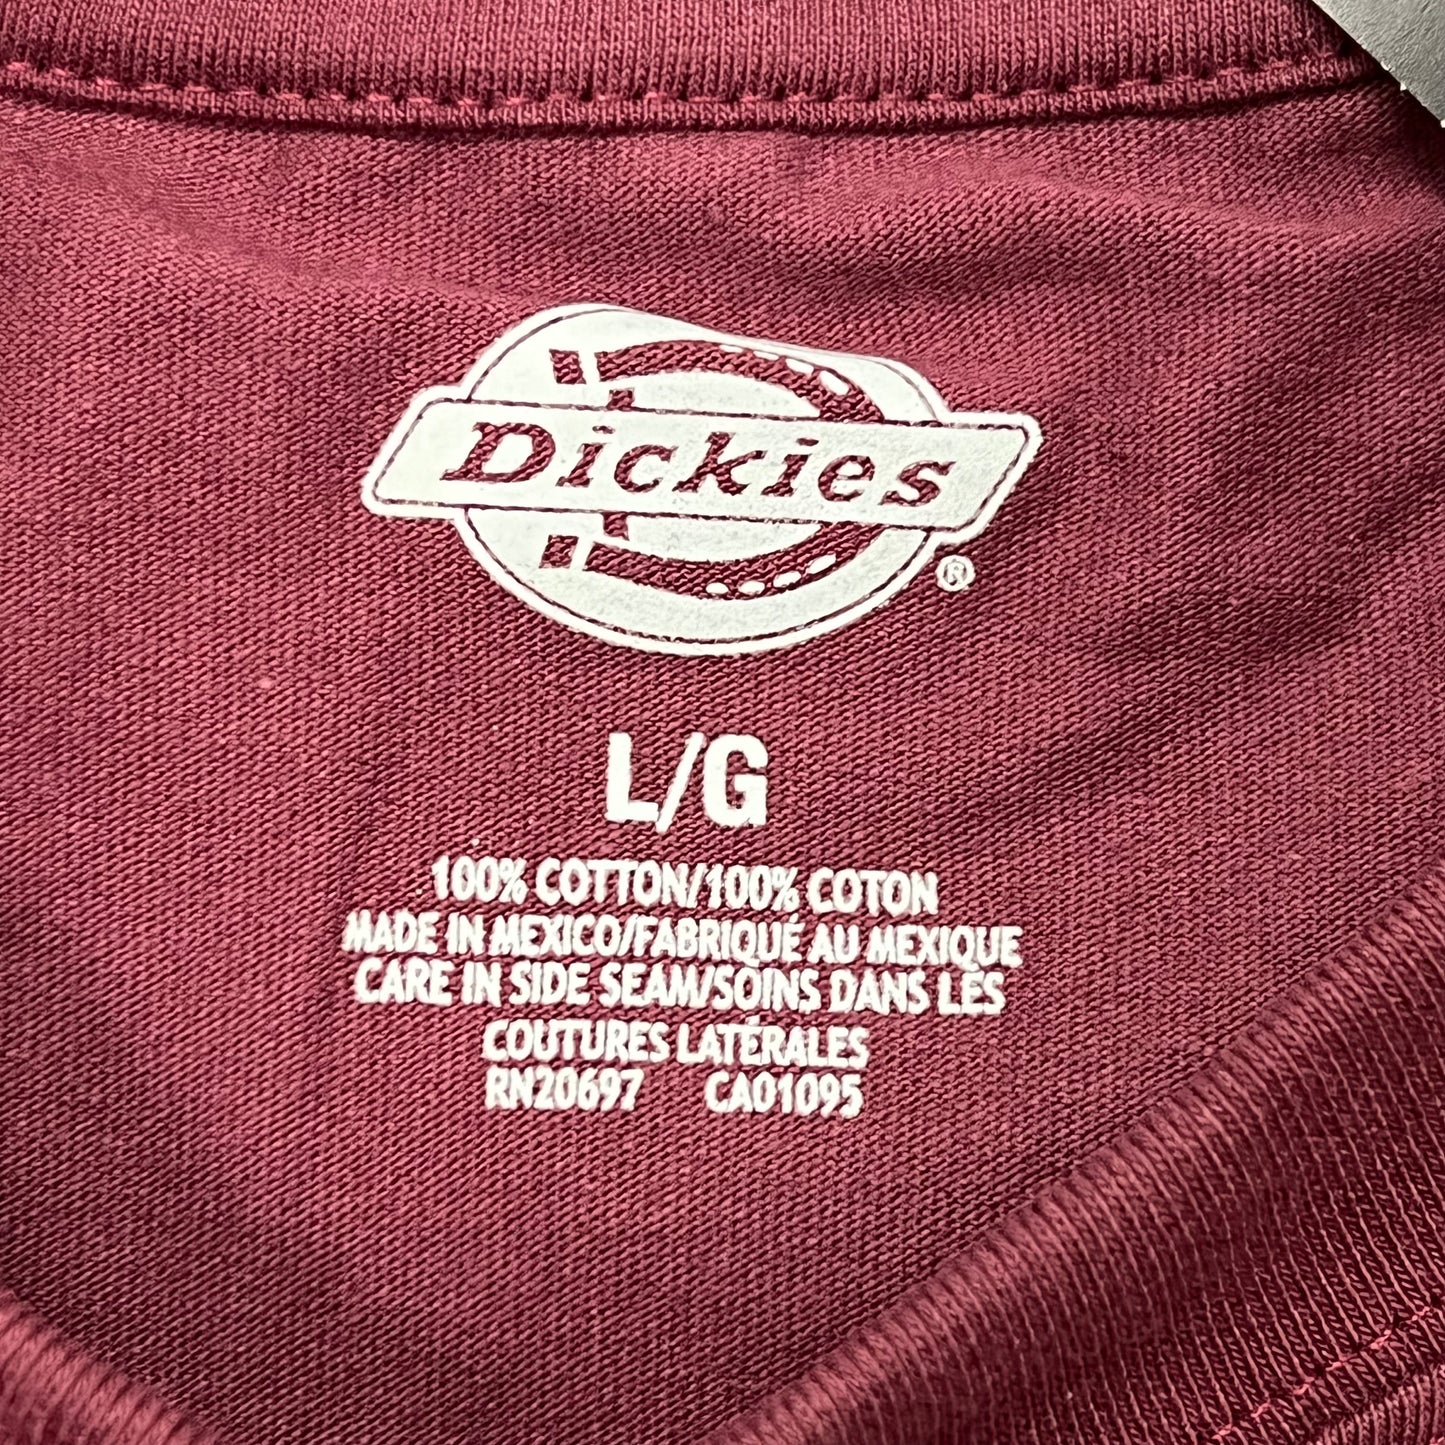 Dickies
®
L/G
100% COTTON/100% COTON
MADE IN MEXICO/FABRIQUÉ AU MEXIQUE
CARE IN SIDE SEAM/SOINS DANS LES
COUTURES LATÉRALES
RN20697 CA01095